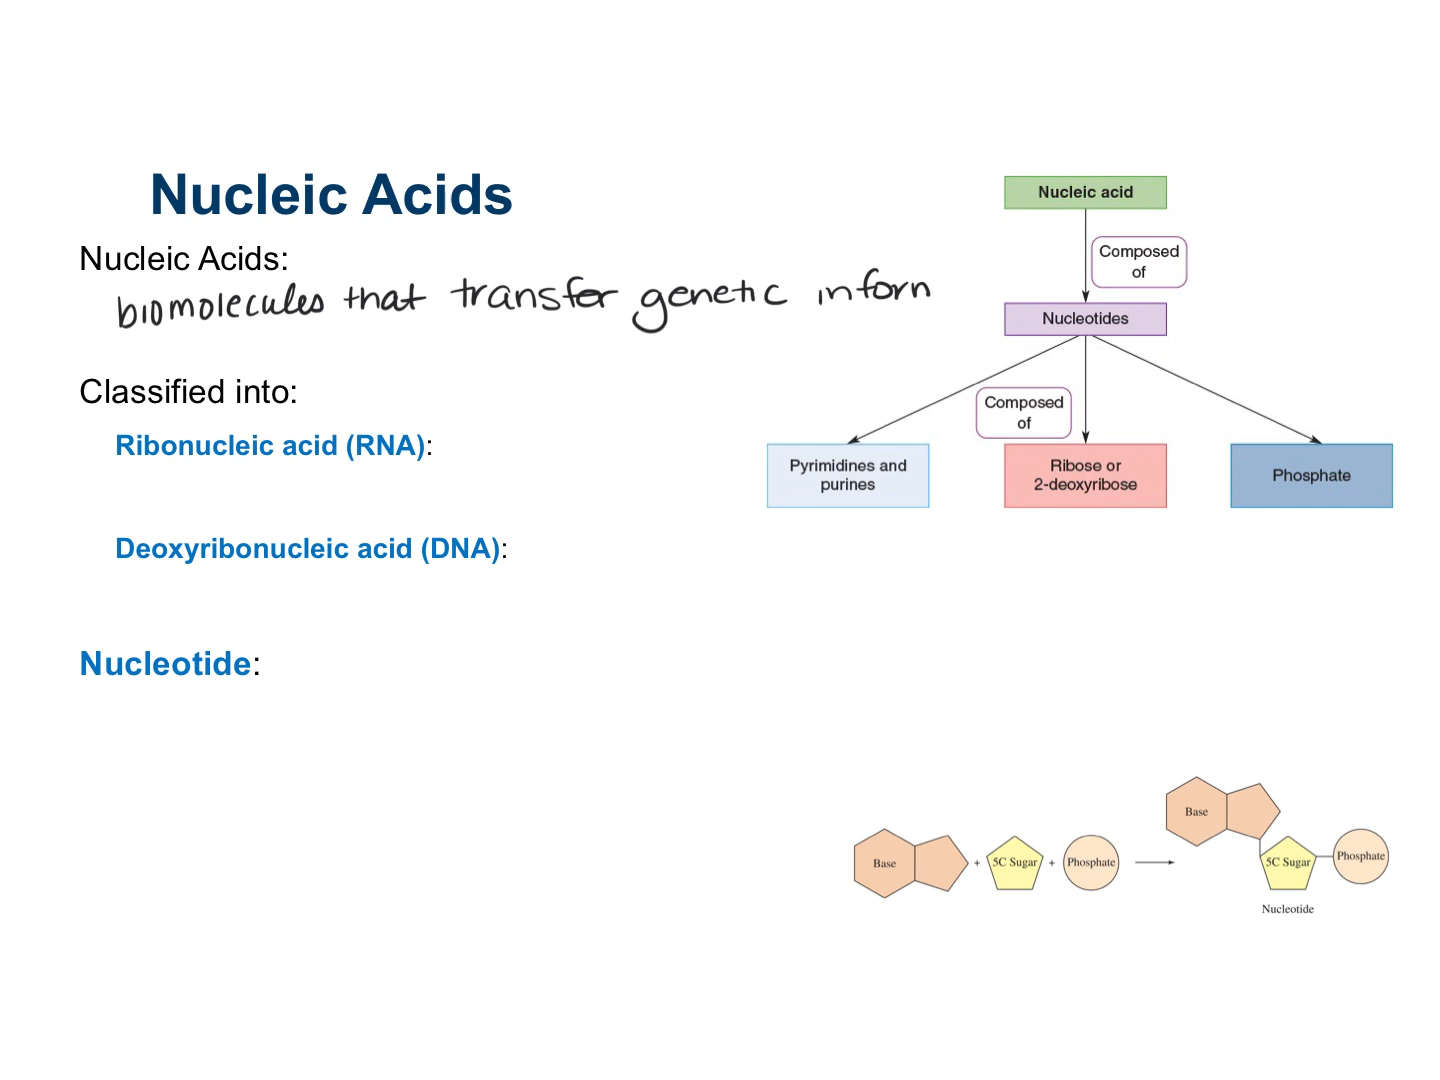 Nucleic Acids
Nucleic Acids:
biomolecules that transfer genetic inform
Classified into:
Ribonucleic acid (RNA):
Deoxyribonucleic acid (DNA):
Nucleotide:
Nucleic acid
Composed
of
Nucleotides
Composed
of
Pyrimidines and
purines
Ribose or
2-deoxyribose
Phosphate
Base + 5C Sugar + Phosphate
Base
5C Sugar
Phosphate
Nucleotide